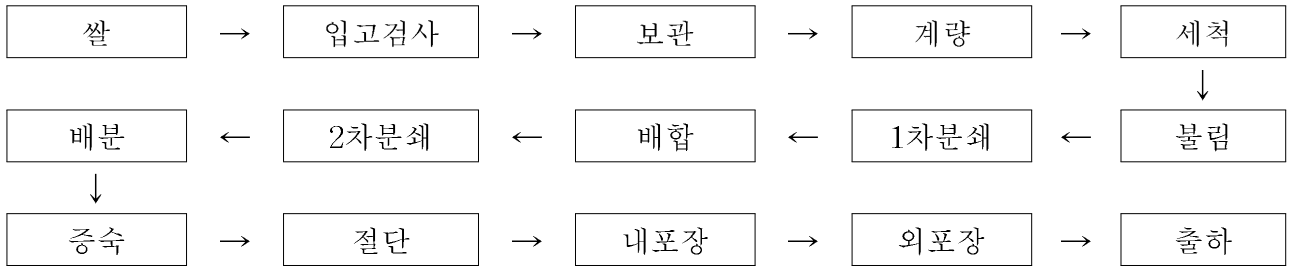 쌀 → 입고검사 → 보관 → 계량 → 세척
↓
배분 ← 2차분쇄 ← 배합 ← 1차분쇄 ← 불림
↓
증숙 → 절단 → 내포장 → 외포장 → 출하